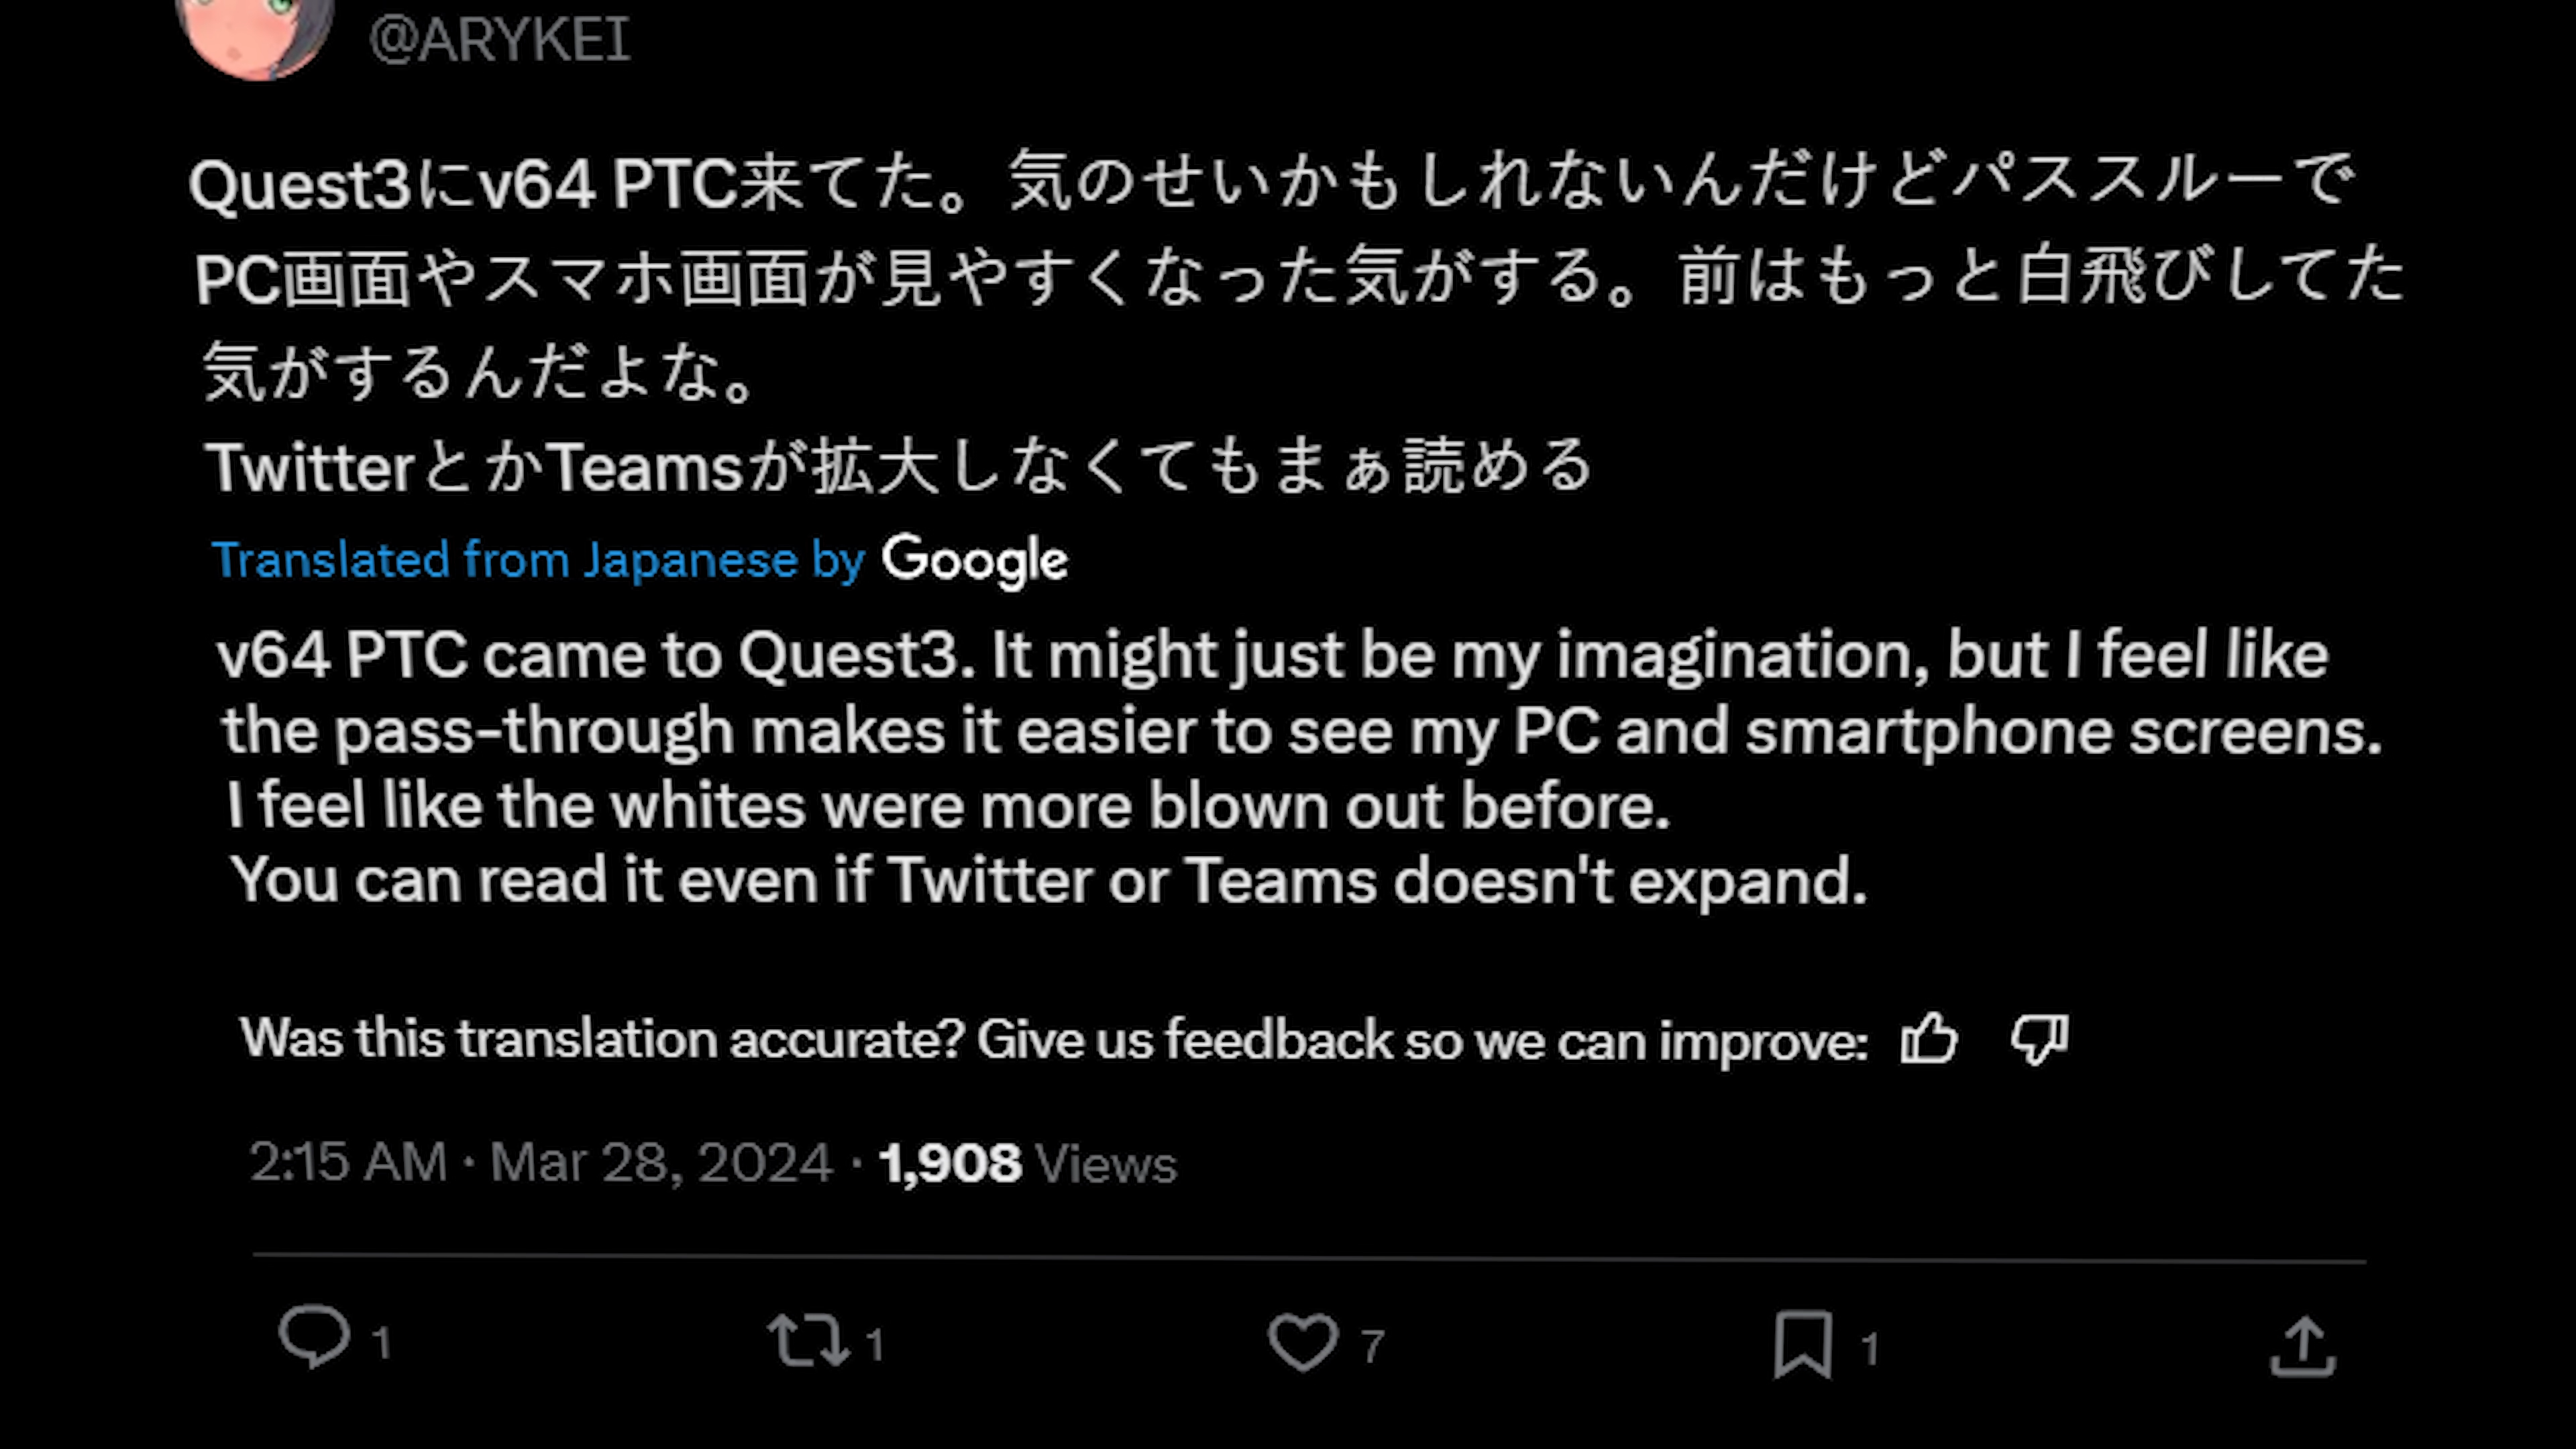 @ARYKEI
Quest3にv64 PTC来てた。気のせいかもしれないんだけどパススルーで
PC画面やスマホ画面が見やすくなった気がする。前はもっと白飛びしてた
気がするんだよな。
TwitterとかTeamsが拡大しなくてもまぁ読める
Translated from Japanese by Google
v64 PTC came to Quest3. It might just be my imagination, but I feel like
the pass-through makes it easier to see my PC and smartphone screens.
I feel like the whites were more blown out before.
You can read it even if Twitter or Teams doesn't expand.
Was this translation accurate? Give us feedback so we can improve:
2:15 AM · Mar 28, 2024 · 1,908 Views
1 1 7 1